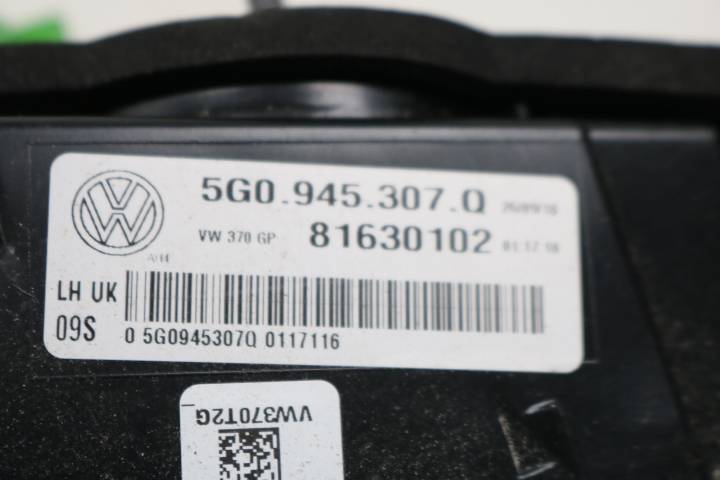 5G0.945.307.Q
VW 370 GP 81630102
LH UK
09S 0 5G0945307Q 0117116
VW370T2G